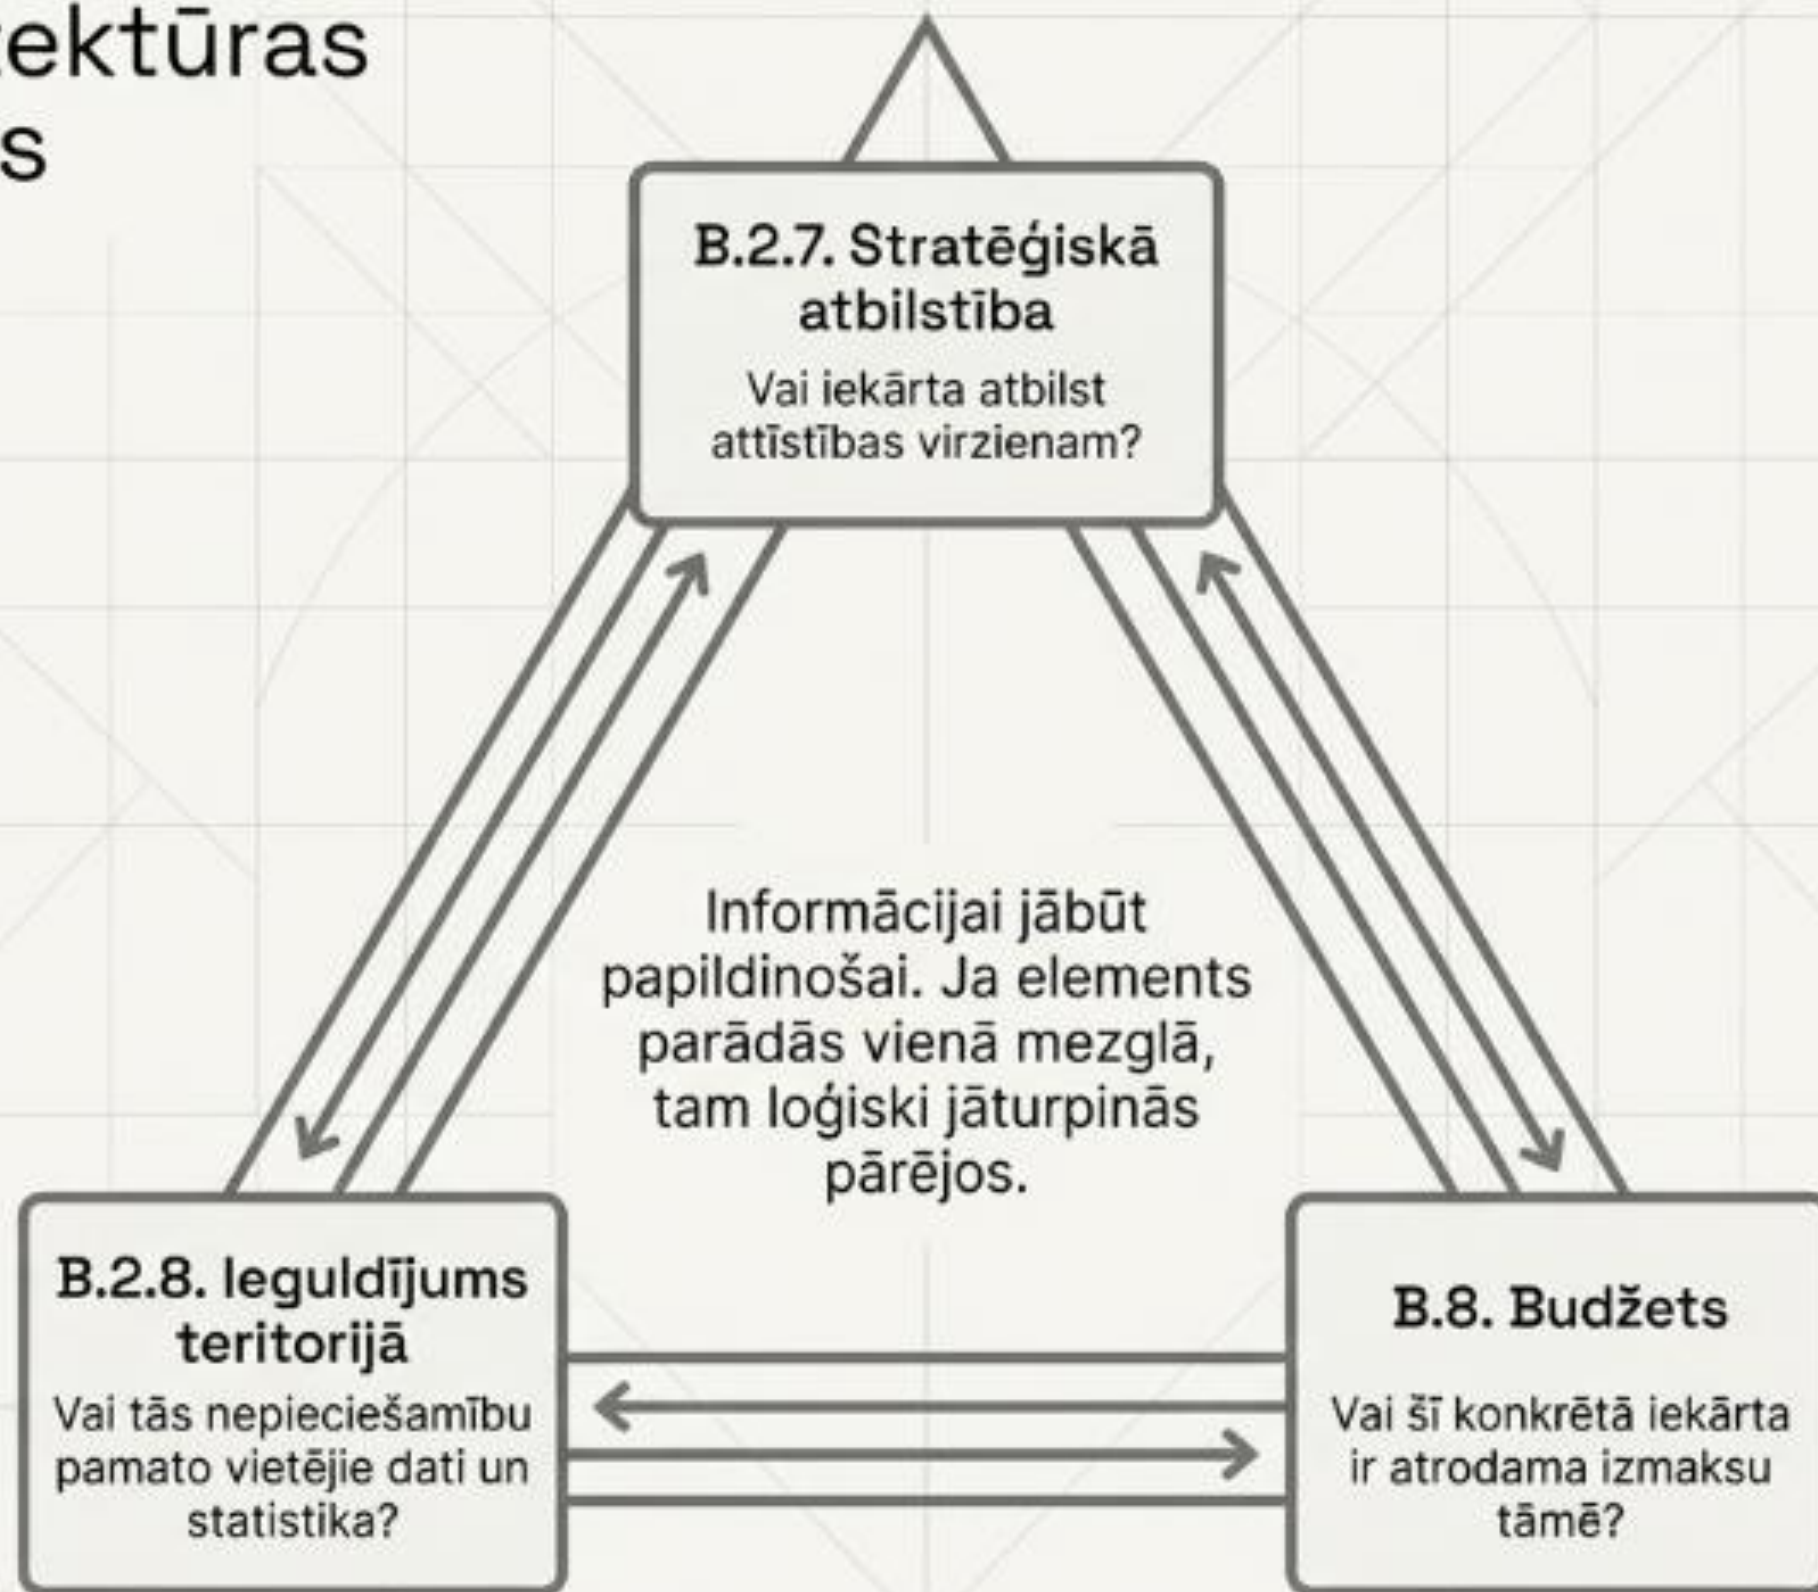 ektūras
s
B.2.7. Stratēģiskā
atbilstība
Vai iekārta atbilst
attīstības virzienam?
Informācijai jābūt
papildinošai. Ja elements
parādās vienā mezglā,
tam loģiski jāturpinās
pārējos.
B.2.8. Ieguldījums
teritorijā
Vai tās nepieciešamību
pamato vietējie dati un
statistika?
B.8. Budžets
Vai šī konkrētā iekārta
ir atrodama izmaksu
tāmē?